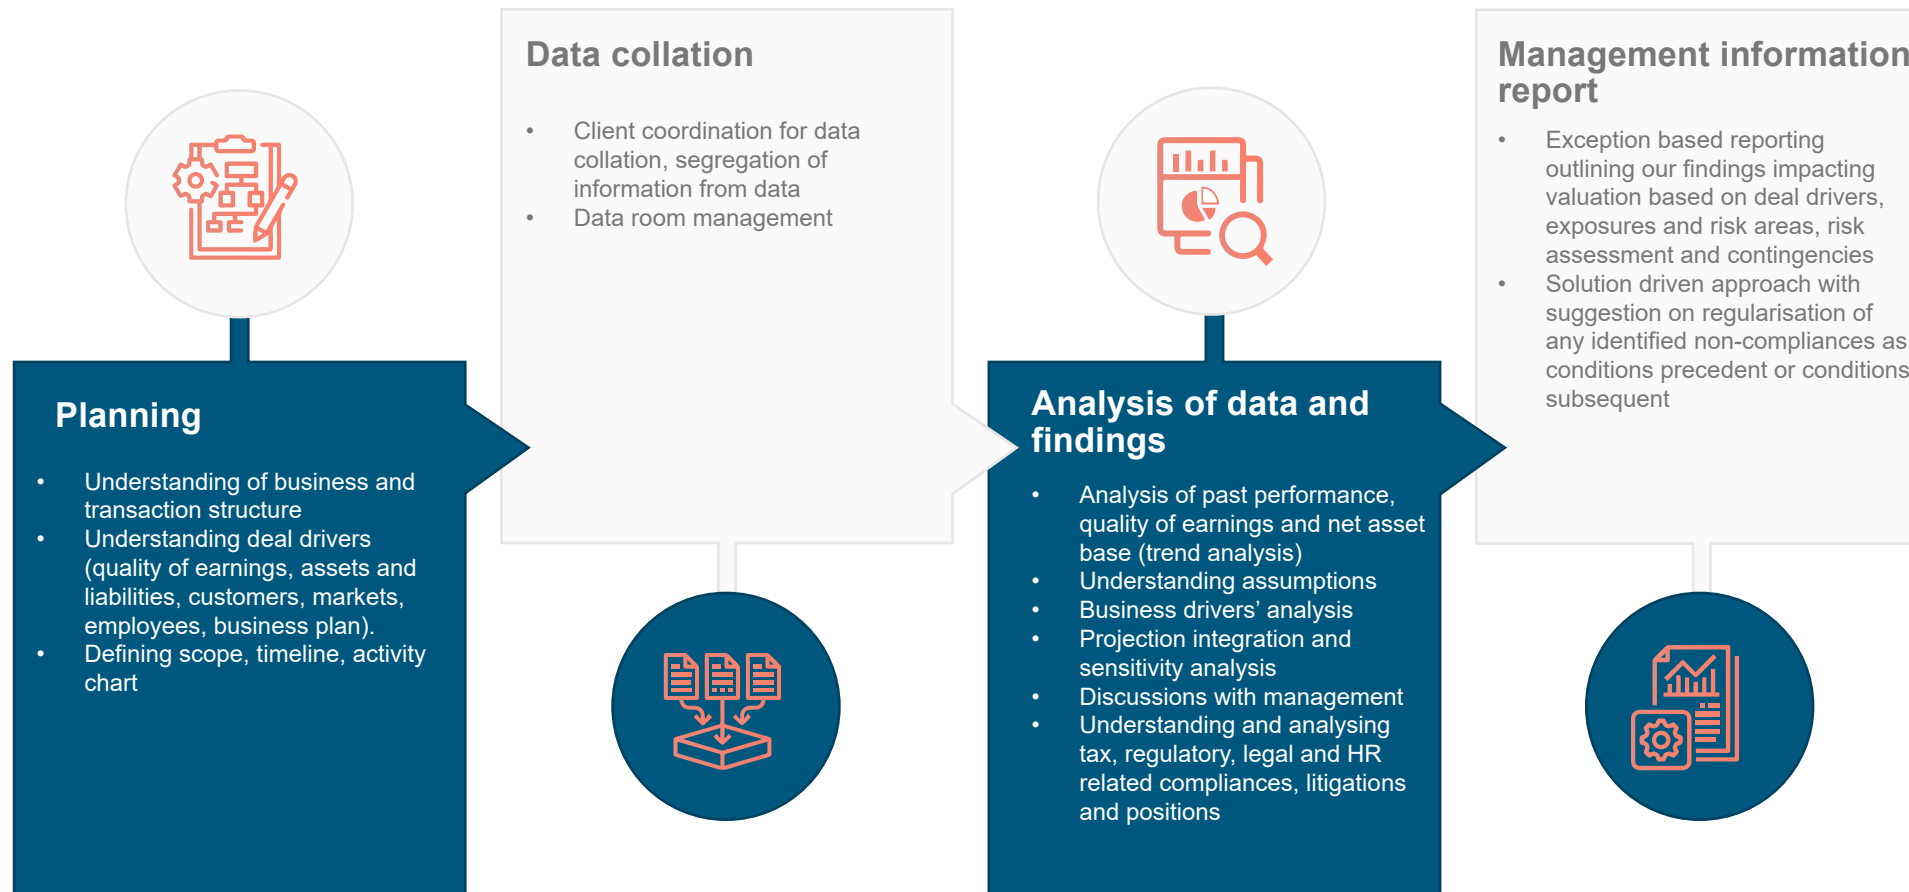 Planning
• Understanding of business and
transaction structure
• Understanding deal drivers
(quality of earnings, assets and
liabilities, customers, markets,
employees, business plan).
• Defining scope, timeline, activity
chart
Data collation
• Client coordination for data
collation, segregation of
information from data
• Data room management
Analysis of data and
findings
• Analysis of past performance,
quality of earnings and net asset
base (trend analysis)
• Understanding assumptions
• Business drivers’ analysis
• Projection integration and
sensitivity analysis
• Discussions with management
• Understanding and analysing
tax, regulatory, legal and HR
related compliances, litigations
and positions
Management information
report
• Exception based reporting
outlining our findings impacting
valuation based on deal drivers,
exposures and risk areas, risk
assessment and contingencies
• Solution driven approach with
suggestion on regularisation of
any identified non-compliances as
conditions precedent or conditions
subsequent